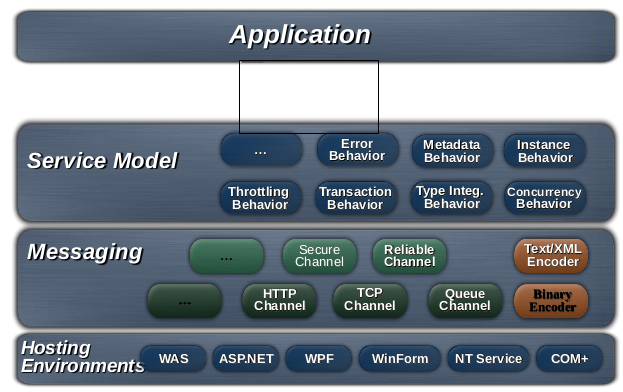 Application
Service Model
...
Error
Behavior
Metadata
Behavior
Instance
Behavior
Throttling
Behavior
Transaction
Behavior
Type Integ.
Behavior
Concurrency
Behavior
Messaging
...
Secure
Channel
Reliable
Channel
Text/XML
Encoder
...
HTTP
Channel
TCP
Channel
Queue
Channel
Binary
Encoder
Hosting
Environments
WAS
ASP.NET
WPF
WinForm
NT Service
COM+